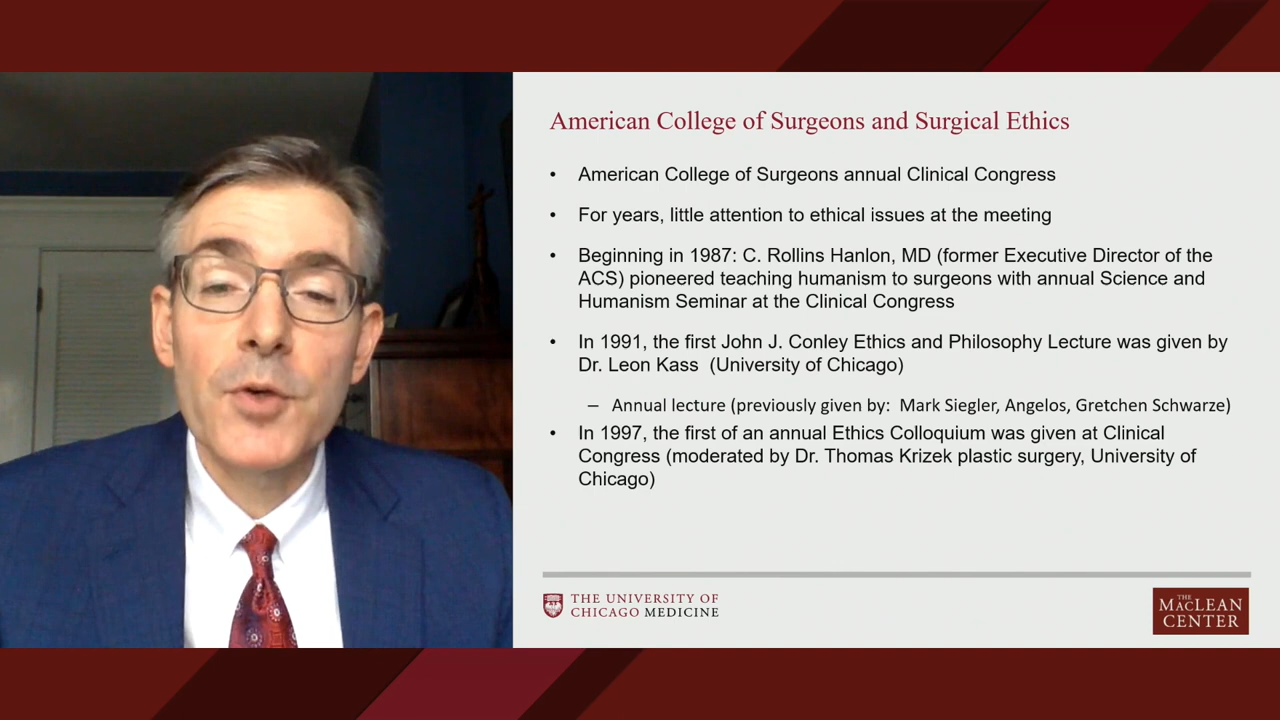 American College of Surgeons and Surgical Ethics
• American College of Surgeons annual Clinical Congress
• For years, little attention to ethical issues at the meeting
• Beginning in 1987: C. Rollins Hanlon, MD (former Executive Director of the
ACS) pioneered teaching humanism to surgeons with annual Science and
Humanism Seminar at the Clinical Congress
• In 1991, the first John J. Conley Ethics and Philosophy Lecture was given by
Dr. Leon Kass (University of Chicago)
– Annual lecture (previously given by: Mark Siegler, Angelos, Gretchen Schwarze)
• In 1997, the first of an annual Ethics Colloquium was given at Clinical
Congress (moderated by Dr. Thomas Krizek plastic surgery, University of
Chicago)
THE UNIVERSITY OF
CHICAGO MEDICINE
THE
MACLEAN
CENTER